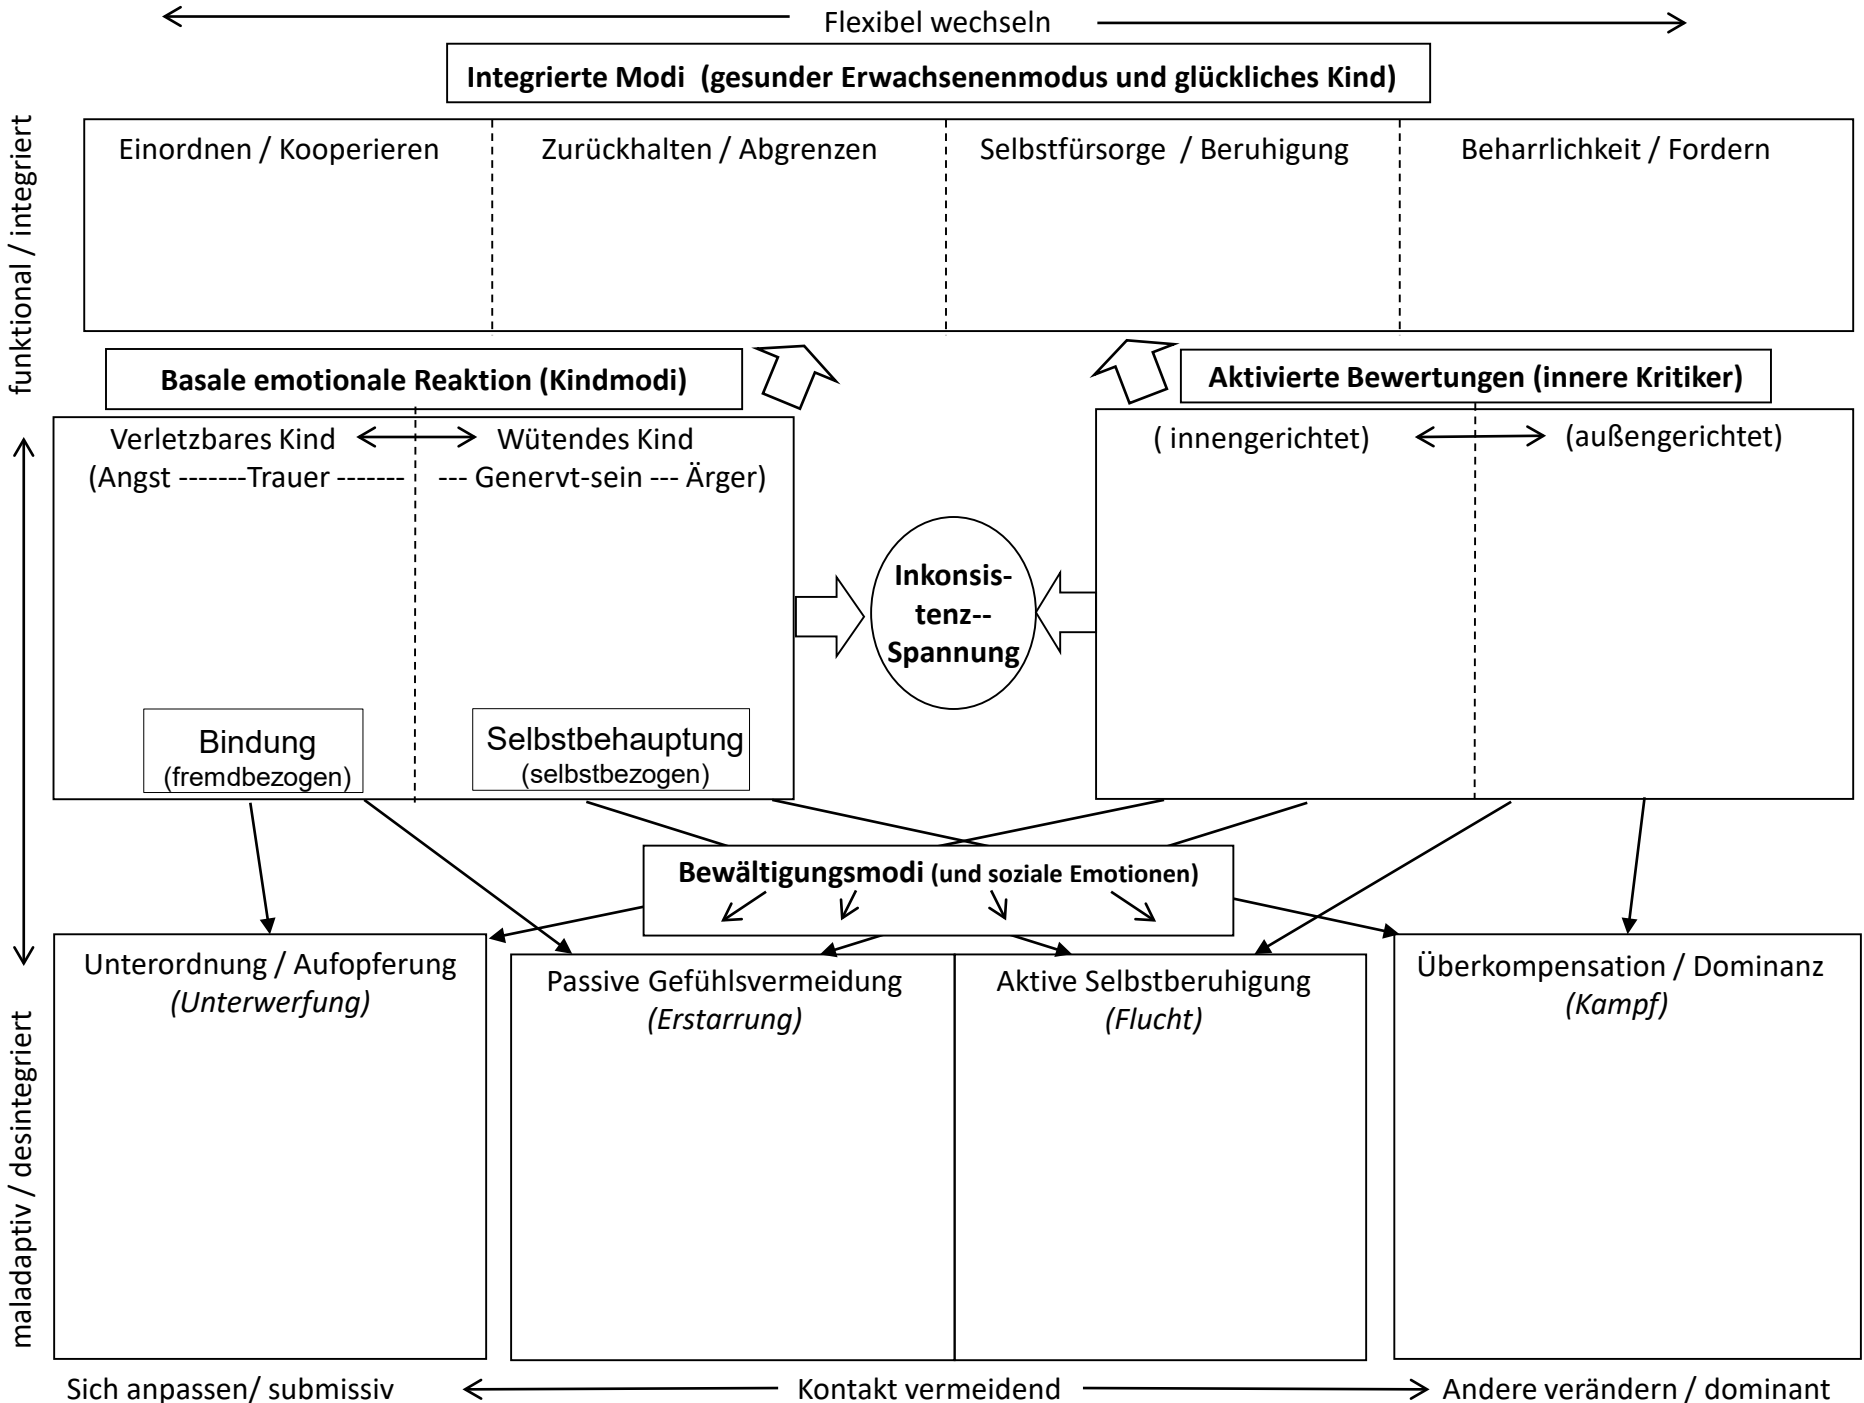 Flexibel wechseln
Integrierte Modi (gesunder Erwachsenenmodus und glückliches Kind)
funktional / integriert
Einordnen / Kooperieren
Zurückhalten / Abgrenzen
Selbstfürsorge / Beruhigung
Beharrlichkeit / Fordern
Basale emotionale Reaktion (Kindmodi)
Aktivierte Bewertungen (innere Kritiker)
Verletzbares Kind
Wütendes Kind
(Angst -------Trauer -------
--- Genervt-sein --- Ärger)
( innengerichtet)
(außengerichtet)
Inkonsis-
tenz--
Spannung
Bindung
(fremdbezogen)
Selbstbehauptung
(selbstbezogen)
Bewältigungsmodi (und soziale Emotionen)
maladaptiv / desintegriert
Unterordnung / Aufopferung
(Unterwerfung)
Passive Gefühlsvermeidung
(Erstarrung)
Aktive Selbstberuhigung
(Flucht)
Überkompensation / Dominanz
(Kampf)
Sich anpassen/ submissiv
Kontakt vermeidend
Andere verändern / dominant